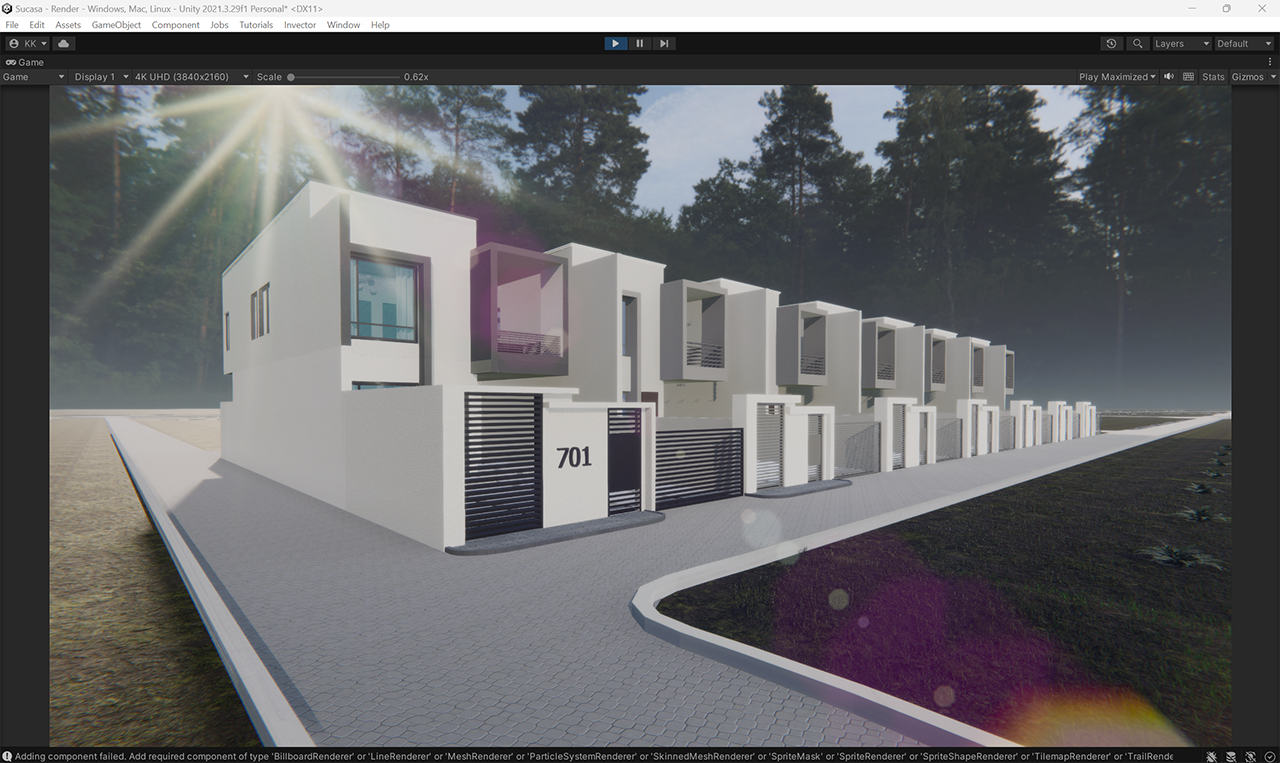 Sucasa - Render - Windows, Mac, Linux - Unity 2021.3.29f1 Personal* <DX11>
File Edit Assets GameObject Component Jobs Tutorials Invector Window Help
KK Layers Default
Game
Game Display 1 4K UHD (3840x2160) Scale 0.62x Play Maximized Stats Gizmos
701
Adding component failed. Add required component of type 'BillboardRenderer' or 'LineRenderer' or 'MeshRenderer' or 'ParticleSystemRenderer' or 'SkinnedMeshRenderer' or 'SpriteMask' or 'SpriteRenderer' or 'SpriteShapeRenderer' or 'TilemapRenderer' or 'TrailRende